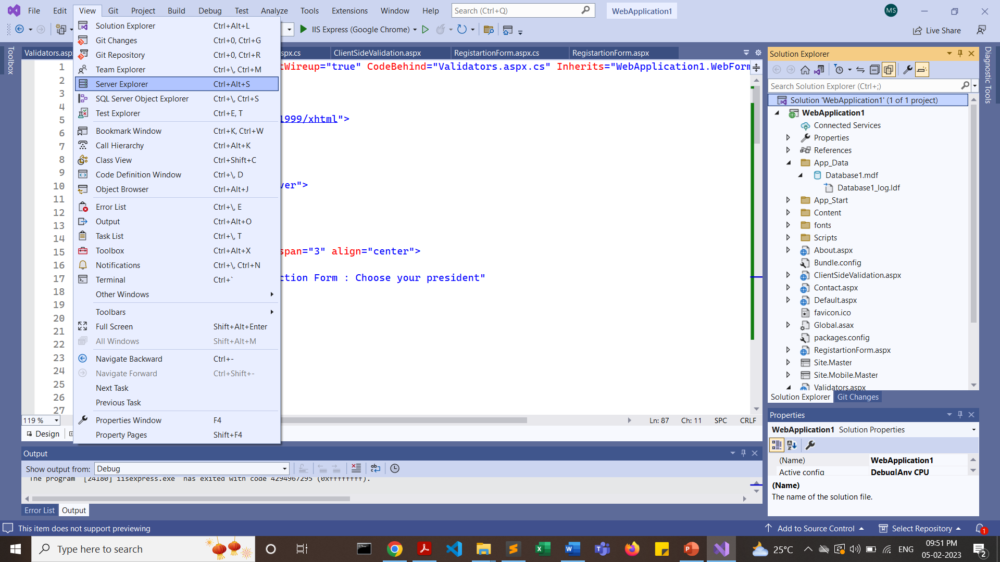 File Edit View Git Project Build Debug Test Analyze Tools Extensions Window Help Search (Ctrl+Q) WebApplication1 MS
IIS Express (Google Chrome) Live Share
Toolbox
Validators.asp spx.cs ClientSideValidation.aspx RegistartionForm.aspx.cs RegistartionForm.aspx
Solution Explorer Ctrl+Alt+L
Git Changes Ctrl+0, Ctrl+G
Git Repository Ctrl+0, Ctrl+R
Team Explorer Ctrl+\, Ctrl+M
Server Explorer Ctrl+Alt+S
SQL Server Object Explorer Ctrl+\, Ctrl+S
Test Explorer Ctrl+E, T
Bookmark Window Ctrl+K, Ctrl+W
Call Hierarchy Ctrl+Alt+K
Class View Ctrl+Shift+C
Code Definition Window Ctrl+\, D
Object Browser Ctrl+Alt+J
Error List Ctrl+\, E
Output Ctrl+Alt+O
Task List Ctrl+\, T
Toolbox Ctrl+Alt+X
Notifications Ctrl+\, Ctrl+N
Terminal Ctrl+`
Other Windows
Toolbars
Full Screen Shift+Alt+Enter
All Windows Shift+Alt+M
Navigate Backward Ctrl+-
Navigate Forward Ctrl+Shift+-
Next Task
Previous Task
Properties Window F4
Property Pages Shift+F4
1 tWireup="true" CodeBehind="Validators.aspx.cs" Inherits="WebApplication1.WebForm
2
3
4
5 1999/xhtml">
6
7
8
9
10 ver">
11
12
13
14
15 span="3" align="center">
16
17 ction Form : Choose your president"
18
19
20
21
22
23
24
25
26
27
119 % Ln: 87 Ch: 11 SPC CRLF
Design
Output
Show output from: Debug
The program '[24180] iisexpress.exe' has exited with code 4294967295 (0xffffffff).
Error List Output
Solution Explorer
Search Solution Explorer (Ctrl+;)
Solution 'WebApplication1' (1 of 1 project)
WebApplication1
Connected Services
Properties
References
App_Data
Database1.mdf
Database1_log.ldf
App_Start
Content
fonts
Scripts
About.aspx
Bundle.config
ClientSideValidation.aspx
Contact.aspx
Default.aspx
favicon.ico
Global.asax
packages.config
RegistartionForm.aspx
Site.Master
Site.Mobile.Master
Validators.aspx
Solution Explorer Git Changes
Diagnostic Tools
Properties
WebApplication1 Solution Properties
(Name) WebApplication1
Active config Debug|Any CPU
(Name)
The name of the solution file.
This item does not support previewing Add to Source Control Select Repository 1
Type here to search 25°C ENG 09:51 PM
05-02-2023 2